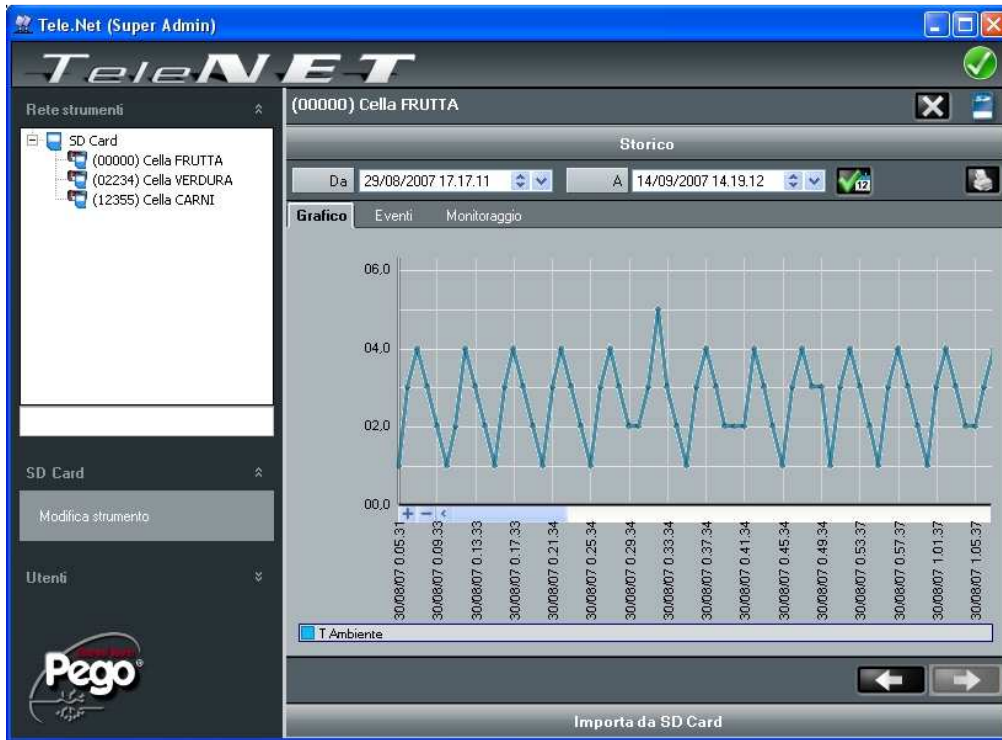 Tele.Net (Super Admin)
TeleNET
Rete strumenti
SD Card
(00000) Cella FRUTTA
(02234) Cella VERDURA
(12355) Cella CARNI
SD Card
Modifica strumento
Utenti
Pego
(00000) Cella FRUTTA
Storico
Da 29/08/2007 17.17.11 A 14/09/2007 14.19.12 12
Grafico Eventi Monitoraggio
06,0
04,0
02,0
00,0
30/08/07 0.05.31
30/08/07 0.09.33
30/08/07 0.13.33
30/08/07 0.17.33
30/08/07 0.21.34
30/08/07 0.25.34
30/08/07 0.29.34
30/08/07 0.33.34
30/08/07 0.37.34
30/08/07 0.41.34
30/08/07 0.45.34
30/08/07 0.49.34
30/08/07 0.53.37
30/08/07 0.57.37
30/08/07 1.01.37
30/08/07 1.05.37
T Ambiente
Importa da SD Card